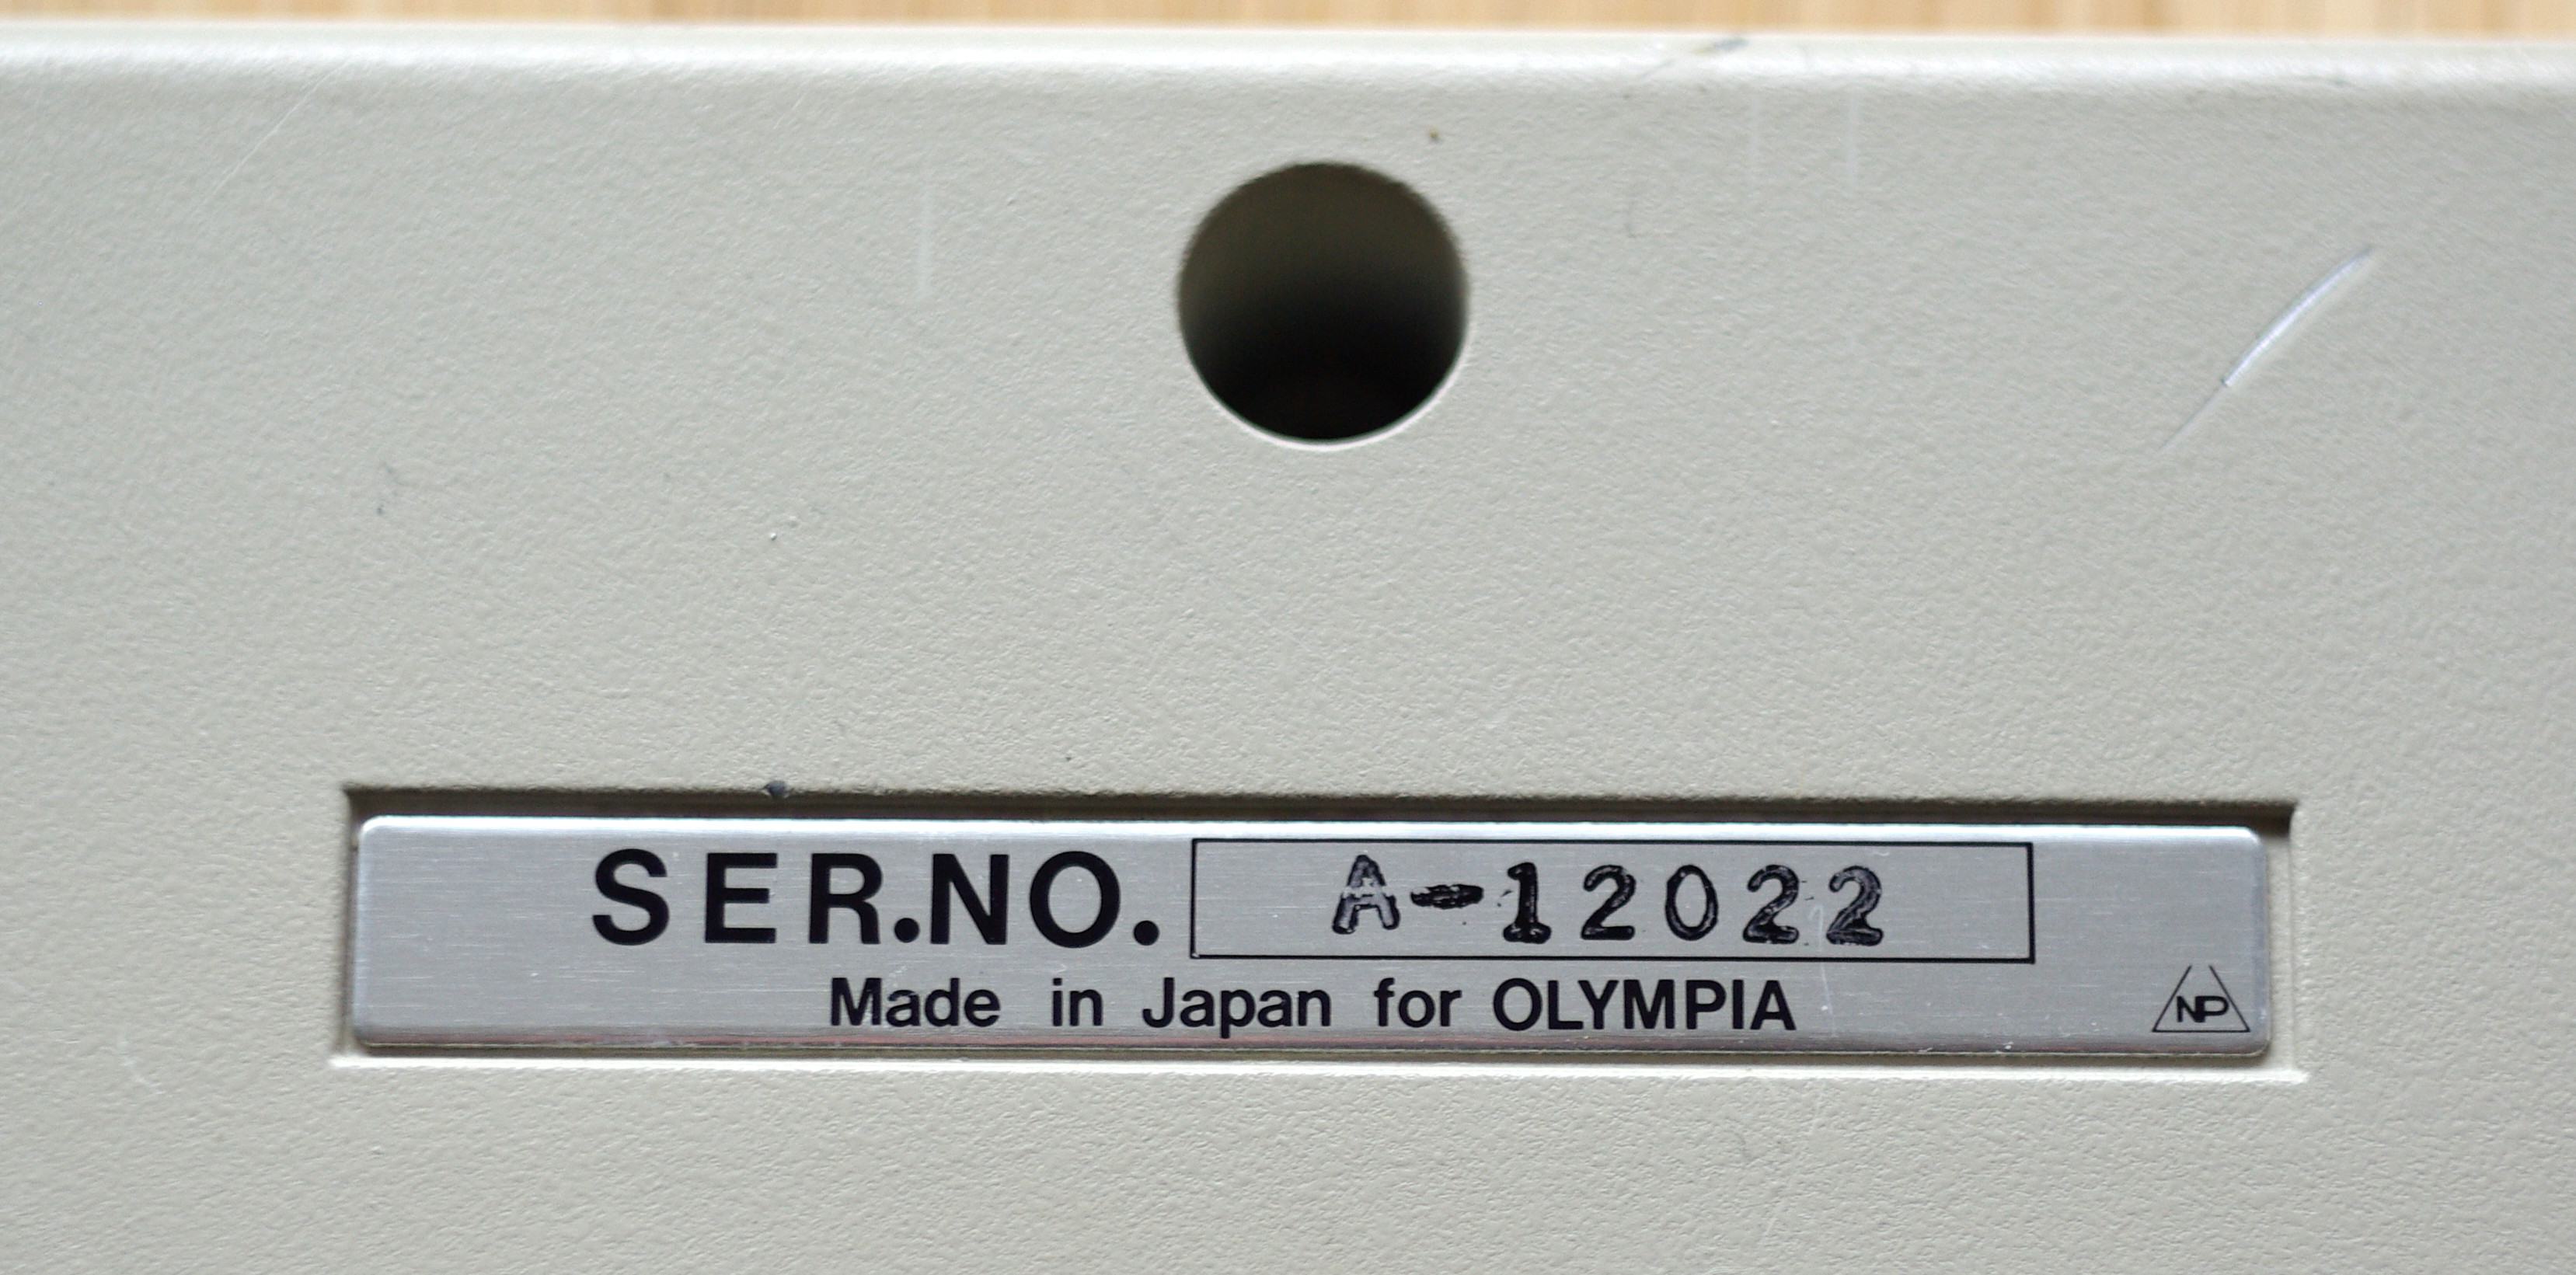 SER.NO. A-12022
Made in Japan for OLYMPIA
NP